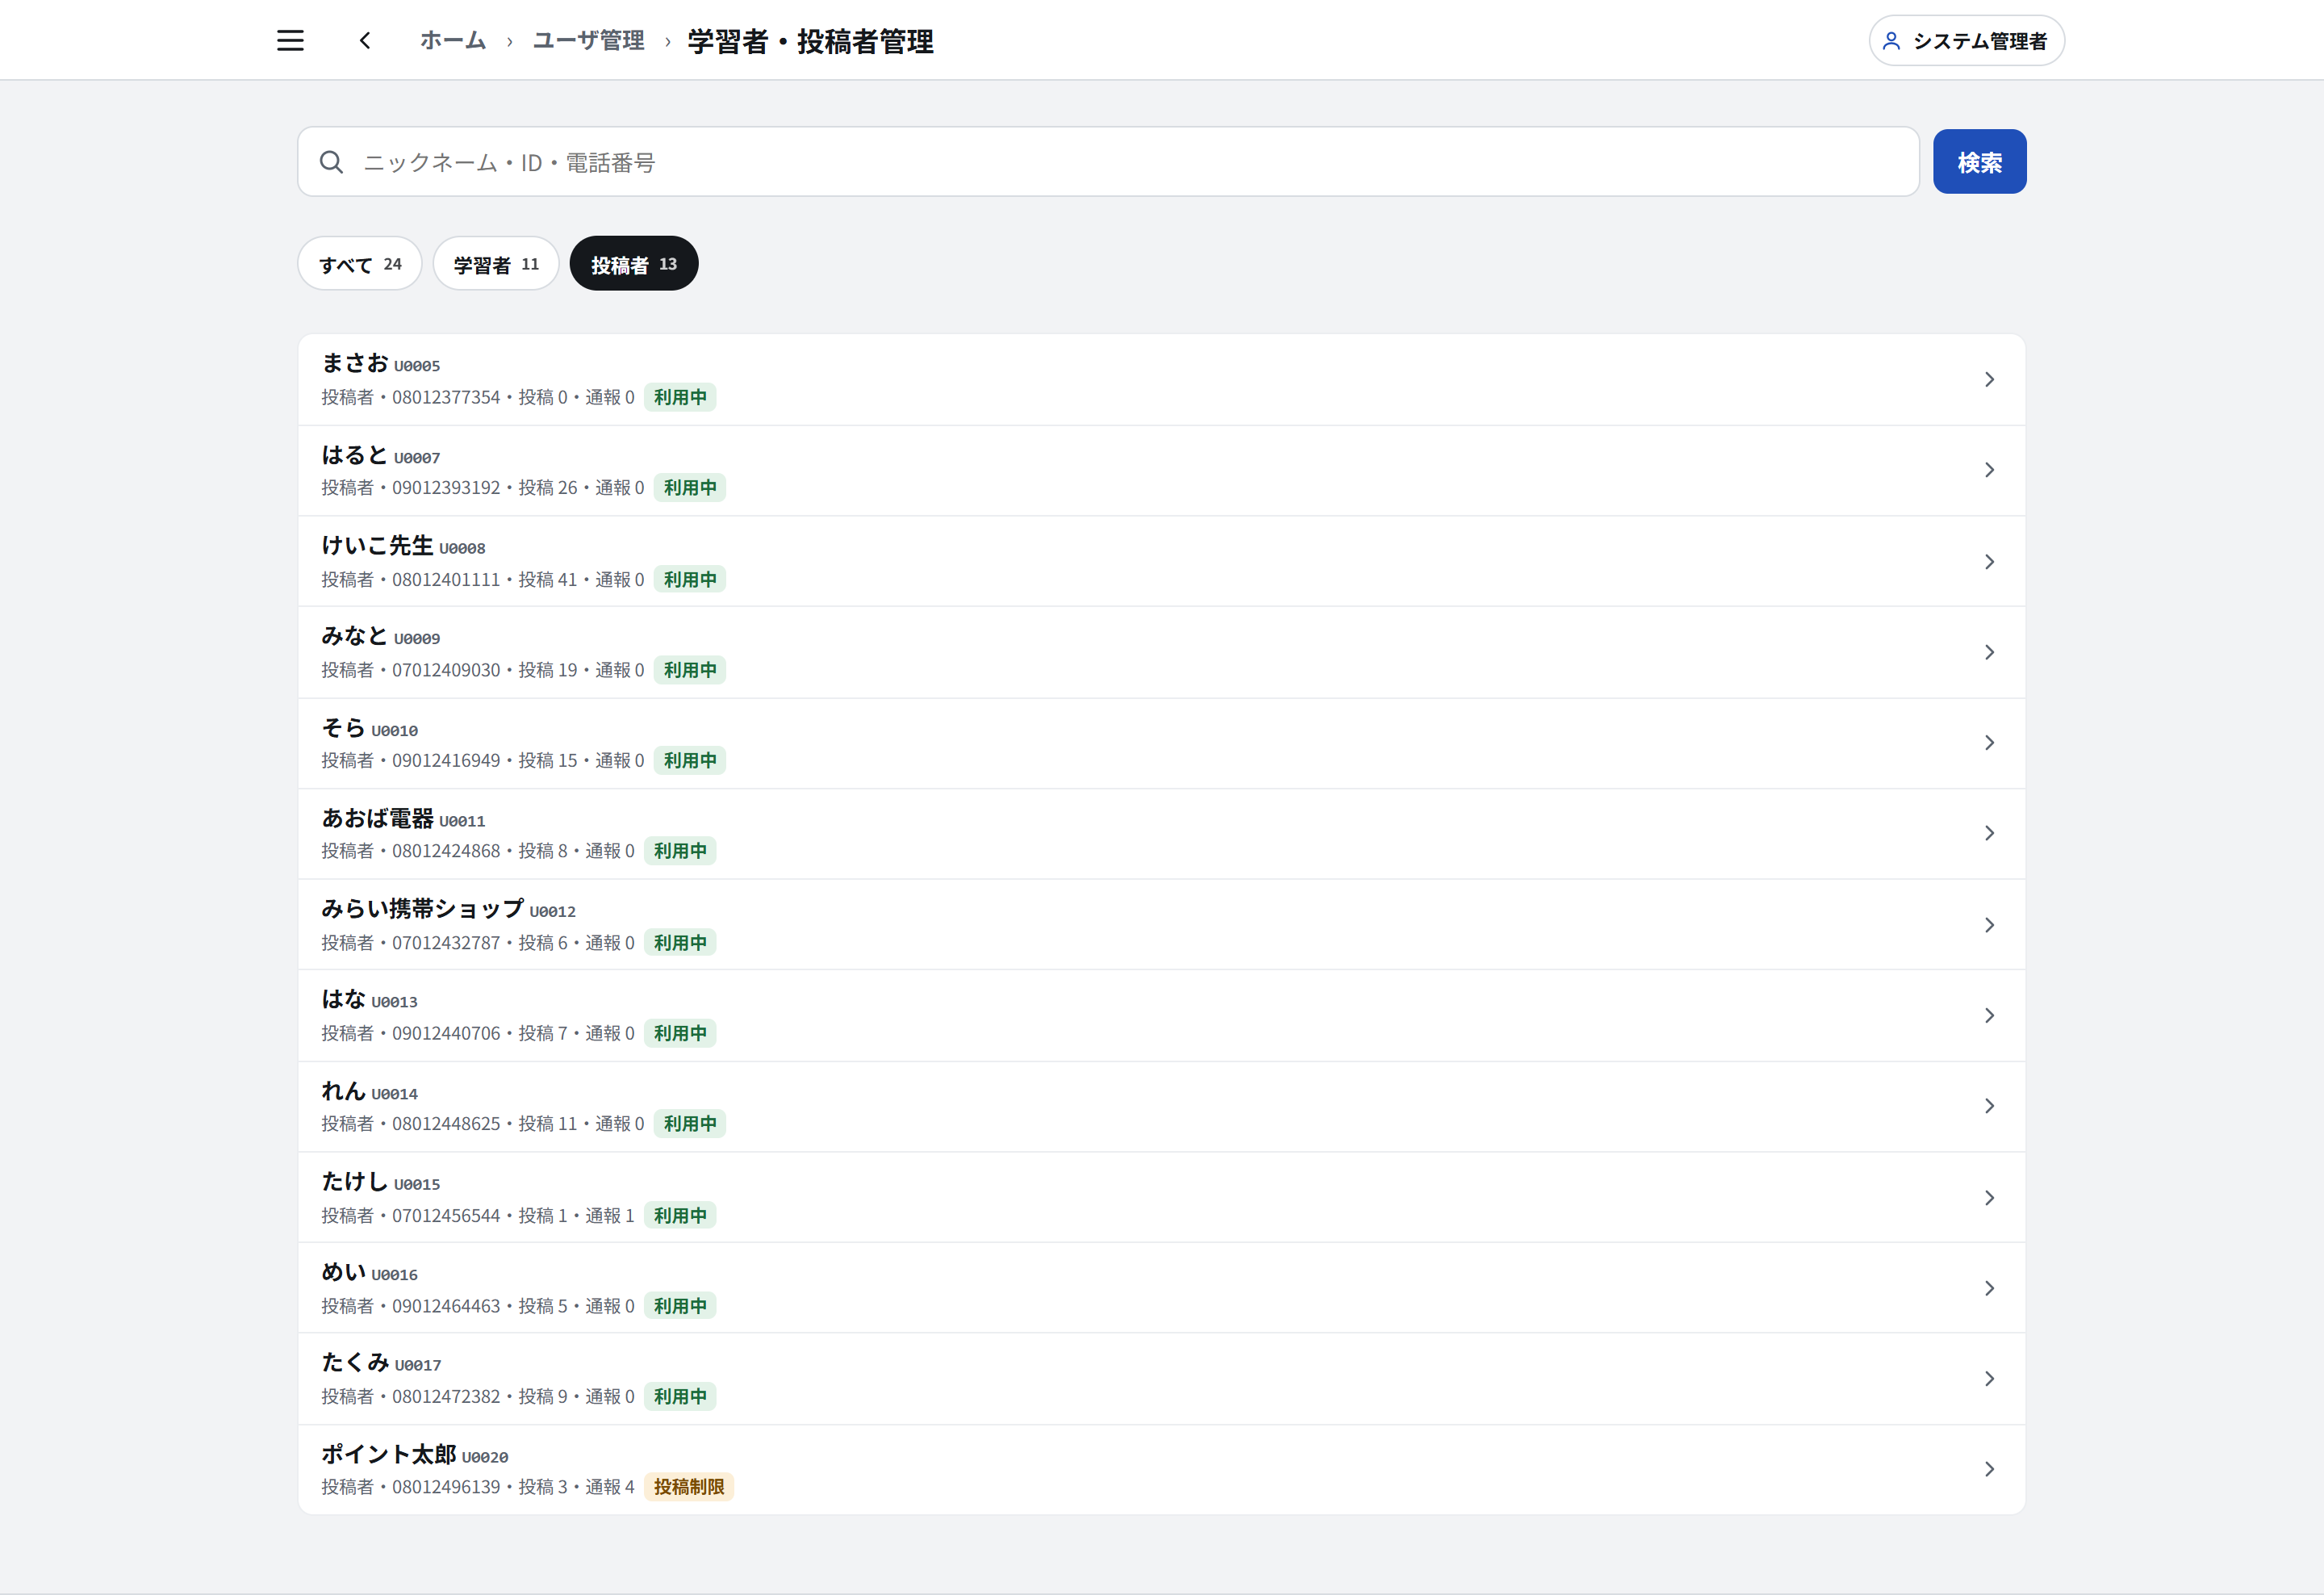 ホーム › ユーザ管理 › 学習者・投稿者管理
システム管理者
ニックネーム・ID・電話番号
検索
すべて 24
学習者 11
投稿者 13
まさお U0005
投稿者・08012377354・投稿 0・通報 0 利用中
はると U0007
投稿者・09012393192・投稿 26・通報 0 利用中
けいこ先生 U0008
投稿者・08012401111・投稿 41・通報 0 利用中
みなと U0009
投稿者・07012409030・投稿 19・通報 0 利用中
そら U0010
投稿者・09012416949・投稿 15・通報 0 利用中
あおば電器 U0011
投稿者・08012424868・投稿 8・通報 0 利用中
みらい携帯ショップ U0012
投稿者・07012432787・投稿 6・通報 0 利用中
はな U0013
投稿者・09012440706・投稿 7・通報 0 利用中
れん U0014
投稿者・08012448625・投稿 11・通報 0 利用中
たけし U0015
投稿者・07012456544・投稿 1・通報 1 利用中
めい U0016
投稿者・09012464463・投稿 5・通報 0 利用中
たくみ U0017
投稿者・08012472382・投稿 9・通報 0 利用中
ポイント太郎 U0020
投稿者・08012496139・投稿 3・通報 4 投稿制限